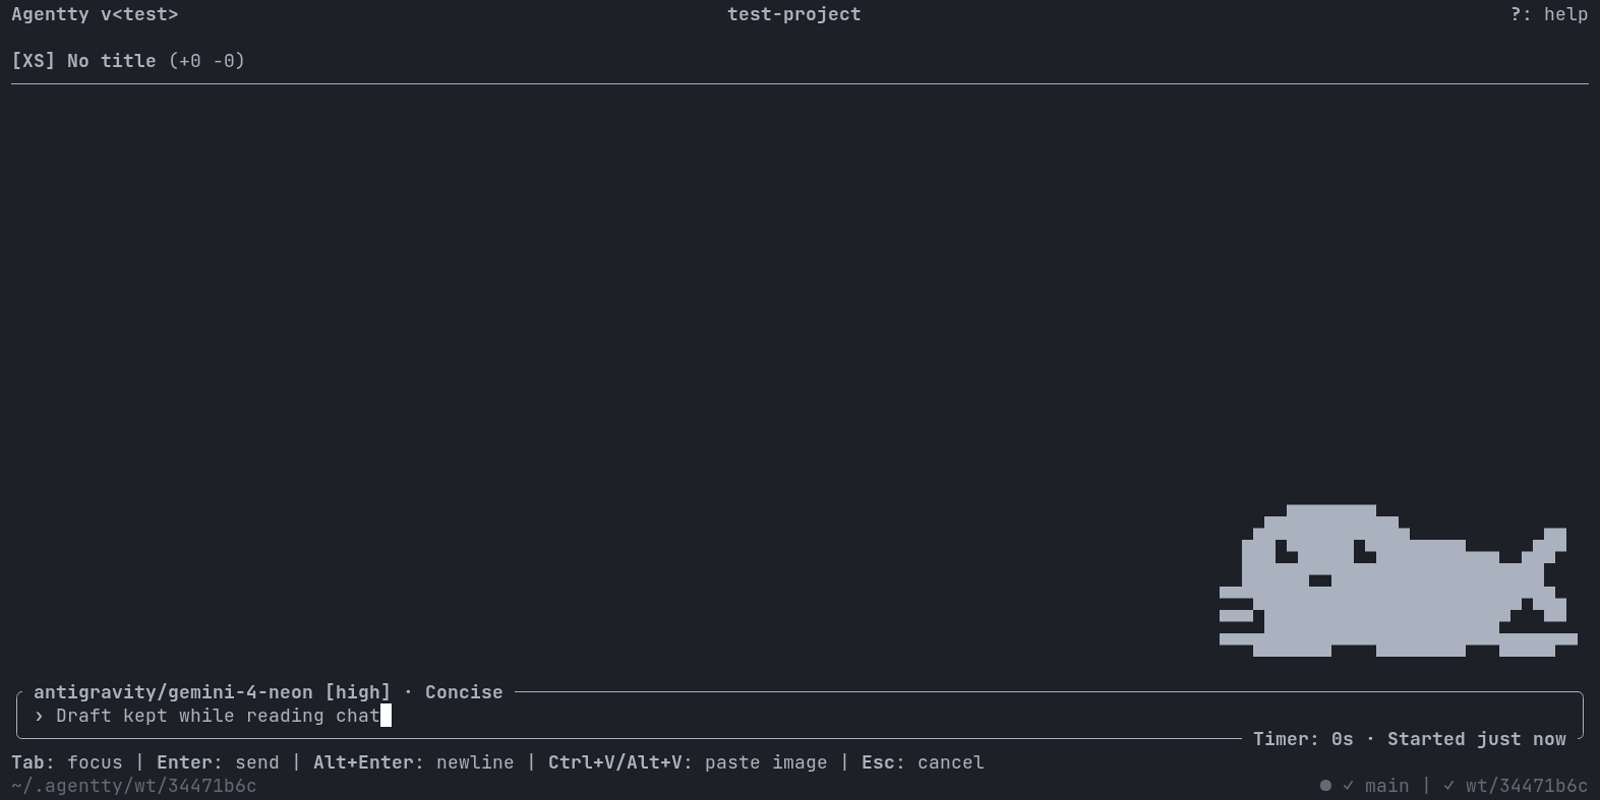 Agentty v<test> test-project ?: help
[XS] No title (+0 -0)
antigravity/gemini-4-neon [high] · Concise
› Draft kept while reading chat
Timer: 0s · Started just now
Tab: focus | Enter: send | Alt+Enter: newline | Ctrl+V/Alt+V: paste image | Esc: cancel
~/.agentty/wt/34471b6c ● ✓ main | ✓ wt/34471b6c